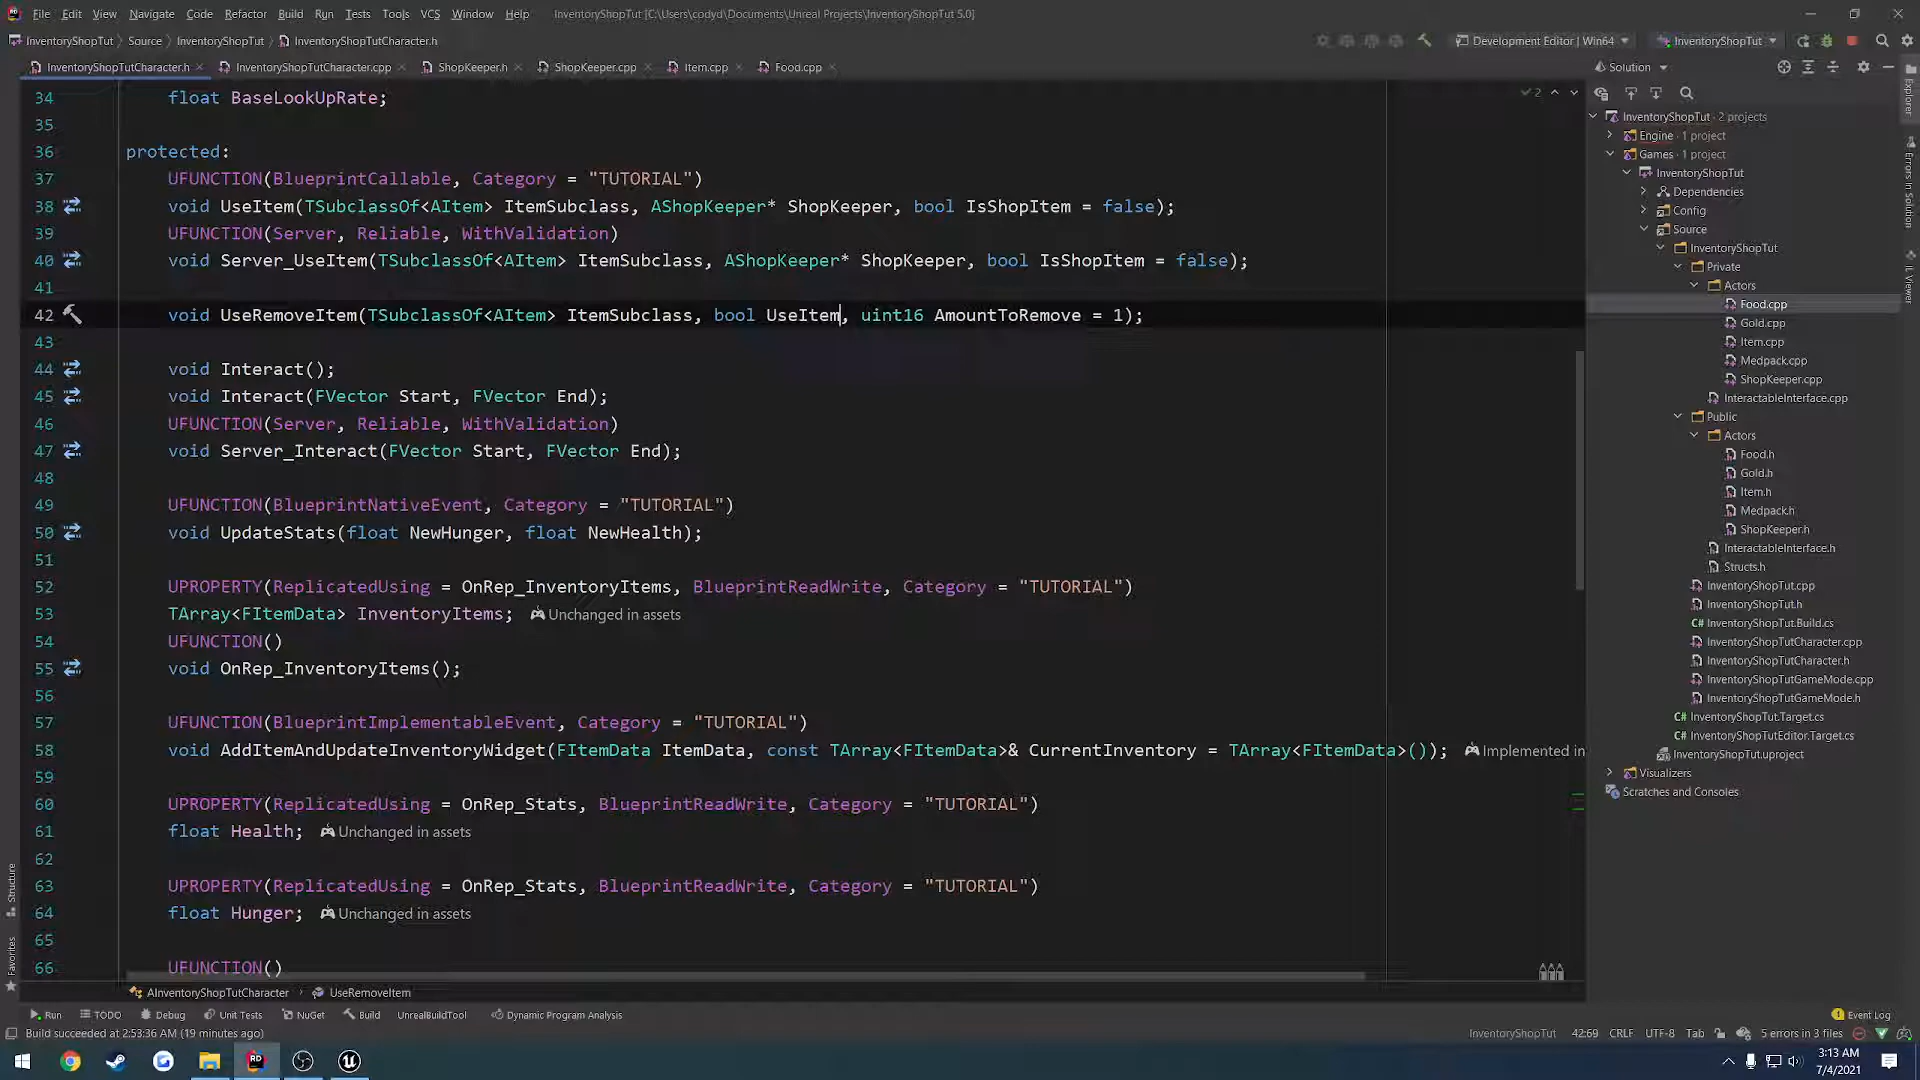 File Edit View Navigate Code Refactor Build Run Tests Tools VCS Window Help InventoryShopTut [C:\Users\codyd\Documents\Unreal Projects\InventoryShopTut 5.0]
InventoryShopTut Source InventoryShopTut InventoryShopTutCharacter.h Development Editor | Win64 InventoryShopTut
InventoryShopTutCharacter.h InventoryShopTutCharacter.cpp ShopKeeper.h ShopKeeper.cpp Item.cpp Food.cpp Solution
34 float BaseLookUpRate; 2
35
36 protected:
37 UFUNCTION(BlueprintCallable, Category = "TUTORIAL")
38 void UseItem(TSubclassOf<AItem> ItemSubclass, AShopKeeper* ShopKeeper, bool IsShopItem = false);
39 UFUNCTION(Server, Reliable, WithValidation)
40 void Server_UseItem(TSubclassOf<AItem> ItemSubclass, AShopKeeper* ShopKeeper, bool IsShopItem = false);
41
42 void UseRemoveItem(TSubclassOf<AItem> ItemSubclass, bool UseItem, uint16 AmountToRemove = 1);
43
44 void Interact();
45 void Interact(FVector Start, FVector End);
46 UFUNCTION(Server, Reliable, WithValidation)
47 void Server_Interact(FVector Start, FVector End);
48
49 UFUNCTION(BlueprintNativeEvent, Category = "TUTORIAL")
50 void UpdateStats(float NewHunger, float NewHealth);
51
52 UPROPERTY(ReplicatedUsing = OnRep_InventoryItems, BlueprintReadWrite, Category = "TUTORIAL")
53 TArray<FItemData> InventoryItems; Unchanged in assets
54 UFUNCTION()
55 void OnRep_InventoryItems();
56
57 UFUNCTION(BlueprintImplementableEvent, Category = "TUTORIAL")
58 void AddItemAndUpdateInventoryWidget(FItemData ItemData, const TArray<FItemData>& CurrentInventory = TArray<FItemData>()); Implemented in
59
60 UPROPERTY(ReplicatedUsing = OnRep_Stats, BlueprintReadWrite, Category = "TUTORIAL")
61 float Health; Unchanged in assets
62
63 UPROPERTY(ReplicatedUsing = OnRep_Stats, BlueprintReadWrite, Category = "TUTORIAL")
64 float Hunger; Unchanged in assets
65
66 UFUNCTION()
AInventoryShopTutCharacter UseRemoveItem
InventoryShopTut · 2 projects
Engine · 1 project
Games · 1 project
InventoryShopTut
Dependencies
Config
Source
InventoryShopTut
Private
Actors
Food.cpp
Gold.cpp
Item.cpp
Medpack.cpp
ShopKeeper.cpp
InteractableInterface.cpp
Public
Actors
Food.h
Gold.h
Item.h
Medpack.h
ShopKeeper.h
InteractableInterface.h
Structs.h
InventoryShopTut.cpp
InventoryShopTut.h
C# InventoryShopTut.Build.cs
InventoryShopTutCharacter.cpp
InventoryShopTutCharacter.h
InventoryShopTutGameMode.cpp
InventoryShopTutGameMode.h
C# InventoryShopTut.Target.cs
C# InventoryShopTutEditor.Target.cs
InventoryShopTut.uproject
Visualizers
Scratches and Consoles
Explorer
Errors In Solution
IL Viewer
Structure
Favorites
Run TODO Debug Unit Tests NuGet Build UnrealBuildTool Dynamic Program Analysis Event Log
Build succeeded at 2:53:36 AM (19 minutes ago) InventoryShopTut 42:69 CRLF UTF-8 Tab 5 errors in 3 files
RD
3:13 AM
7/4/2021